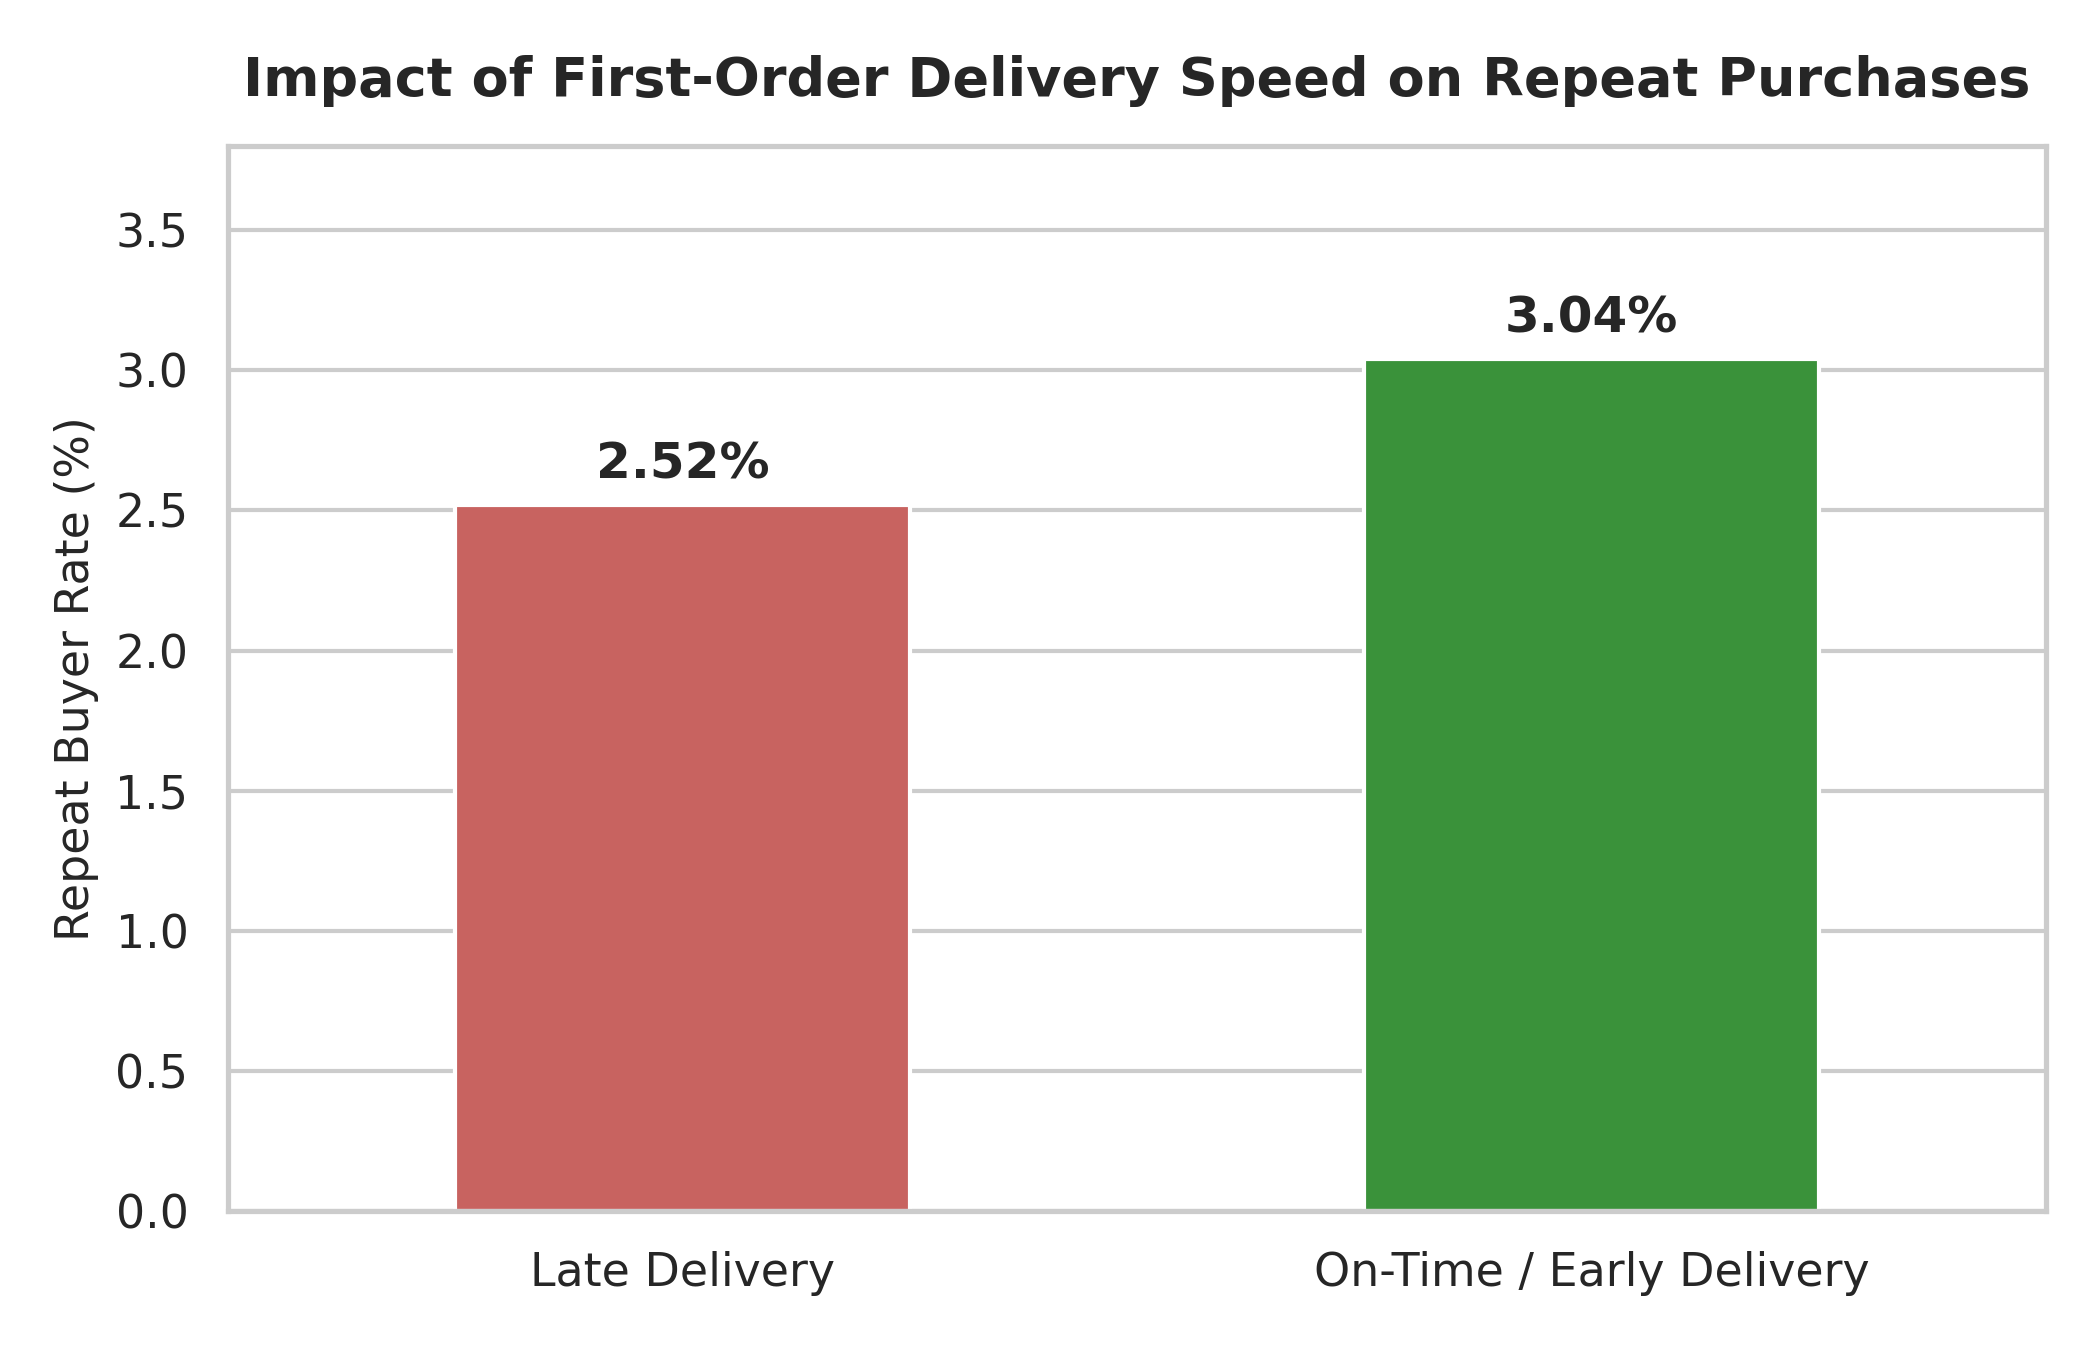 Impact of First-Order Delivery Speed on Repeat Purchases
Repeat Buyer Rate (%)
3.5
3.0
2.5
2.0
1.5
1.0
0.5
0.0
2.52%
3.04%
Late Delivery
On-Time / Early Delivery